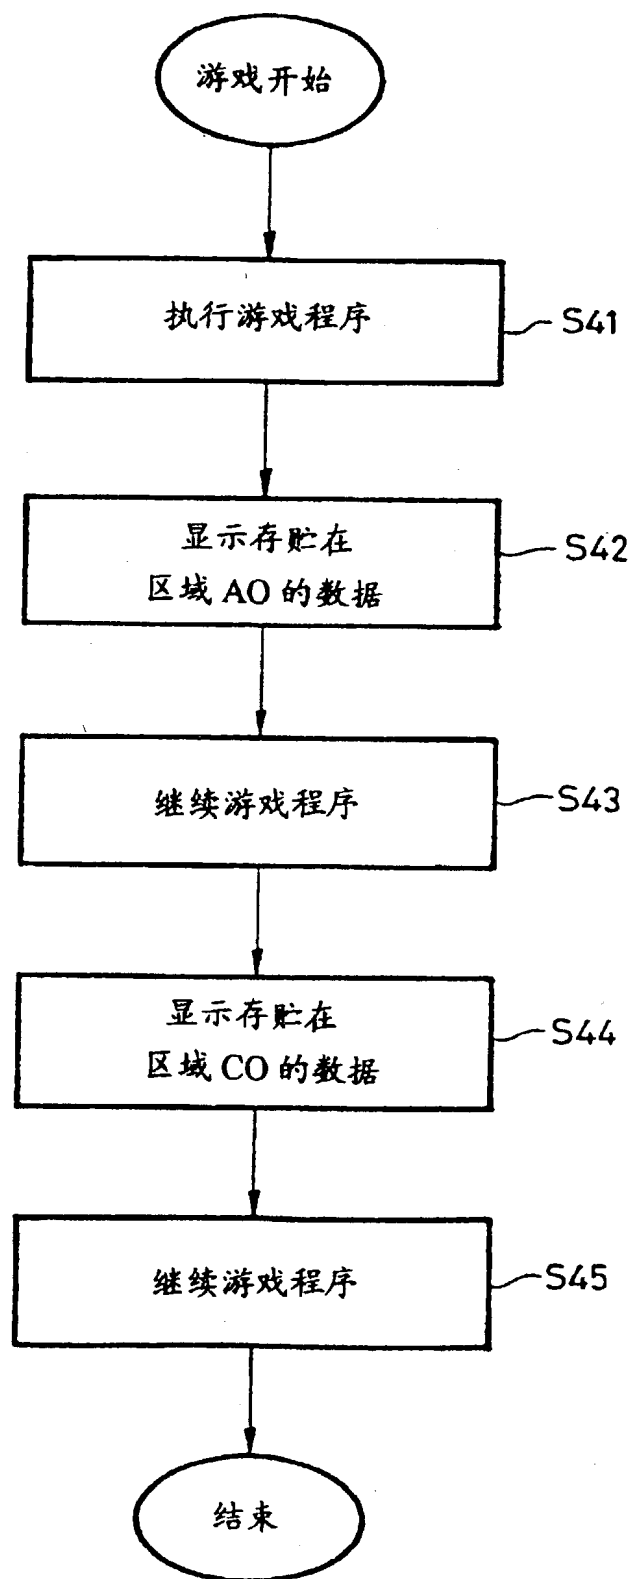 游戏开始
执行游戏程序
S41
显示存贮在
区域 AO 的数据
S42
继续游戏程序
S43
显示存贮在
区域 CO 的数据
S44
继续游戏程序
S45
结束